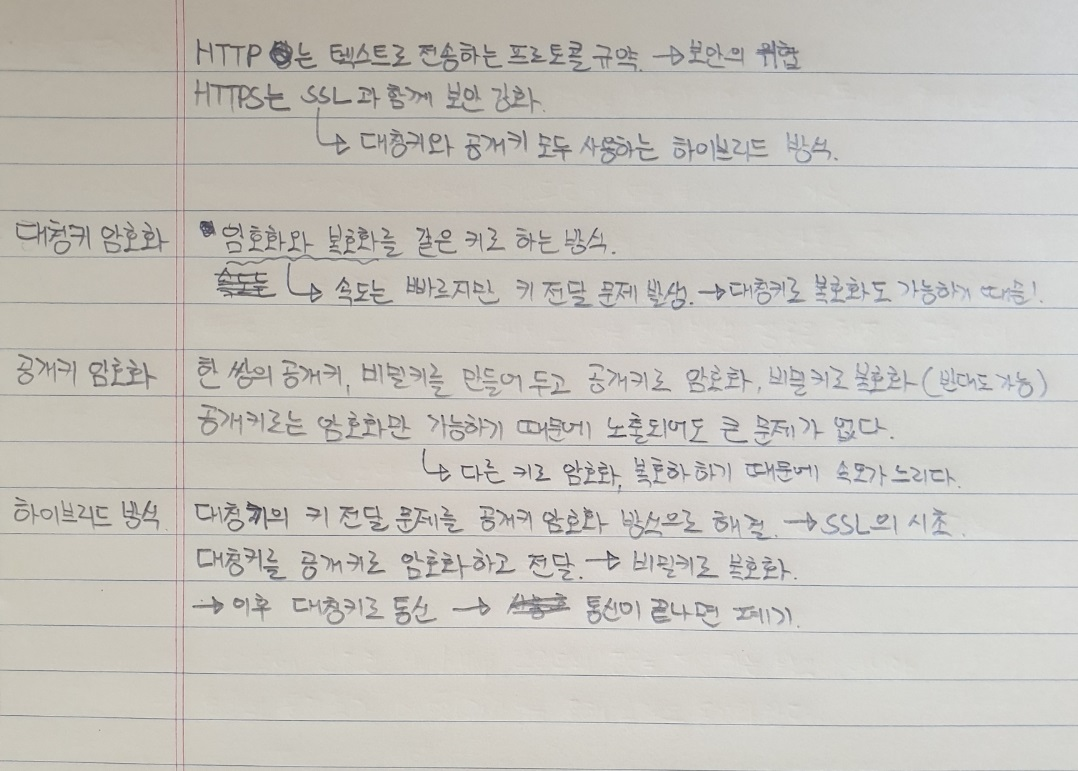 HTTP는 텍스트로 전송하는 프로토콜 규약. → 보안의 위험
HTTPS는 SSL과 함께 보안 강화.
↳ 대칭키와 공개키 모두 사용하는 하이브리드 방식.
대칭키 암호화 암호화와 복호화를 같은 키로 하는 방식.
↳ 속도는 빠르지만 키 전달 문제 발생. → 대칭키로 복호화도 가능하기 때문!
공개키 암호화 한 쌍의 공개키, 비밀키를 만들어 두고 공개키로 암호화, 비밀키로 복호화 (반대도 가능)
공개키로는 암호화만 가능하기 때문에 노출되어도 큰 문제가 없다.
↳ 다른 키로 암호화, 복호화 하기 때문에 속도가 느리다.
하이브리드 방식. 대칭키의 키 전달 문제를 공개키 암호화 방식으로 해결. → SSL의 시초.
대칭키를 공개키로 암호화하고 전달. → 비밀키로 복호화.
→ 이후 대칭키로 통신 → 통신이 끝나면 폐기.